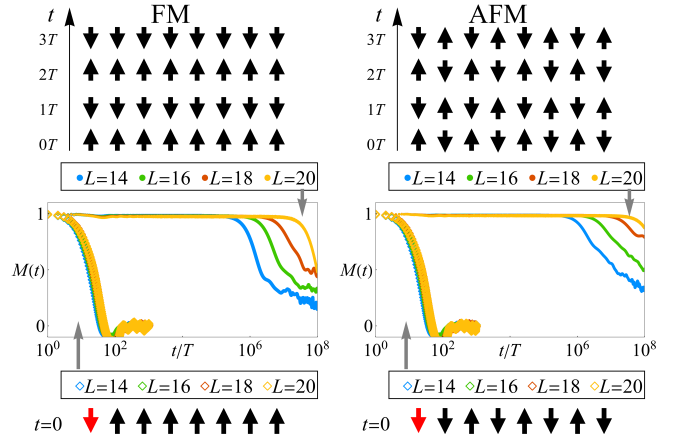 t FM
3T
2T
1T
0T
L=14 L=16 L=18 L=20
1
M(t)
0
10^0 10^2 t/T 10^6 10^8
L=14 L=16 L=18 L=20
t=0
t AFM
3T
2T
1T
0T
L=14 L=16 L=18 L=20
1
M(t)
0
10^0 10^2 t/T 10^6 10^8
L=14 L=16 L=18 L=20
t=0